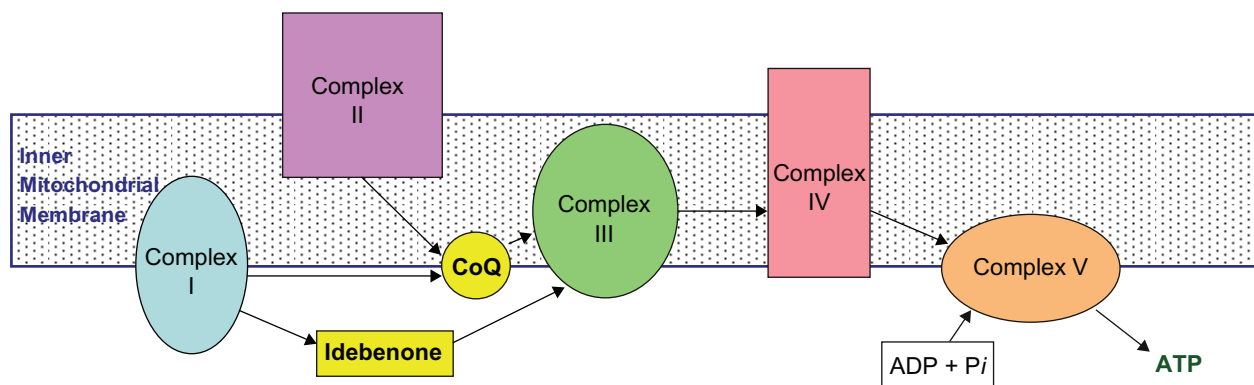 Complex
II
Inner
Mitochondrial
Membrane
Complex
I
CoQ
Idebenone
Complex
III
Complex
IV
Complex V
ADP + Pi
ATP